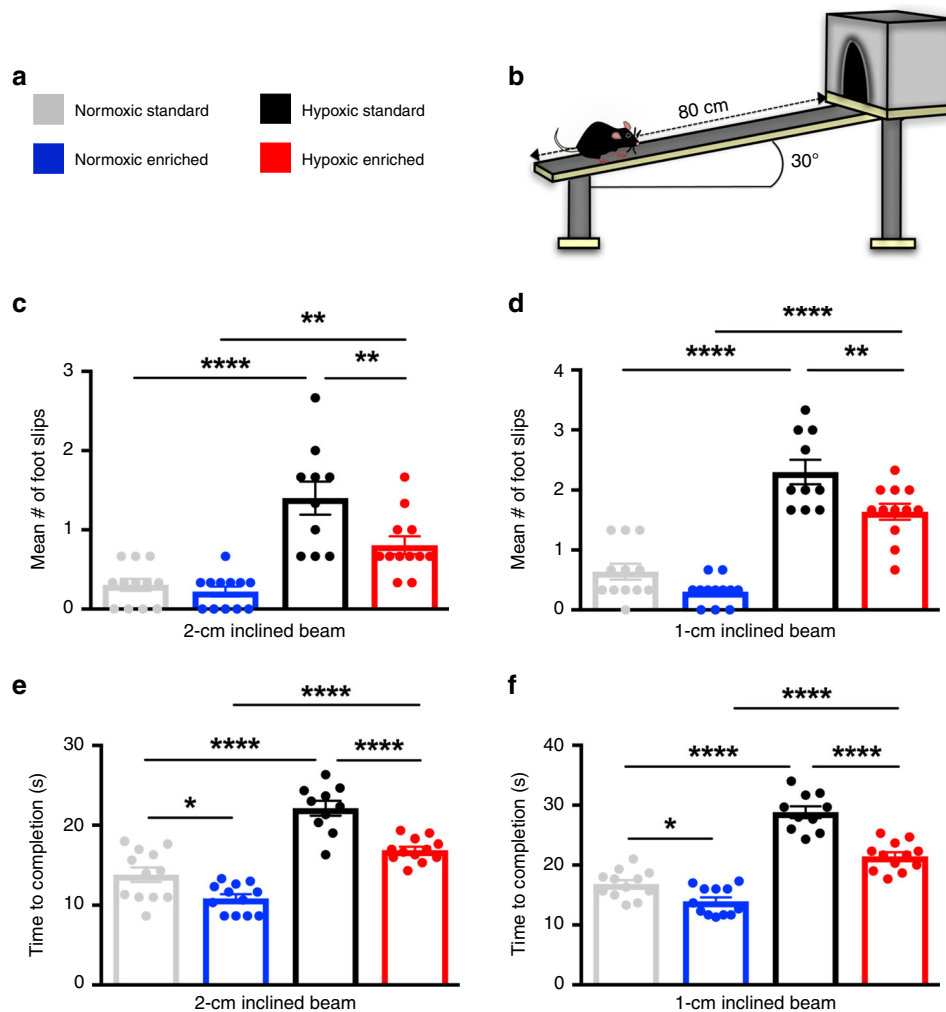 a
Normoxic standard
Hypoxic standard
Normoxic enriched
Hypoxic enriched
b
80 cm
30°
c
**
****
**
3
2
1
0
Mean # of foot slips
2-cm inclined beam
d
****
****
**
4
3
2
1
0
Mean # of foot slips
1-cm inclined beam
e
****
****
****
*
30
20
10
0
Time to completion (s)
2-cm inclined beam
f
****
****
****
*
40
30
20
10
0
Time to completion (s)
1-cm inclined beam